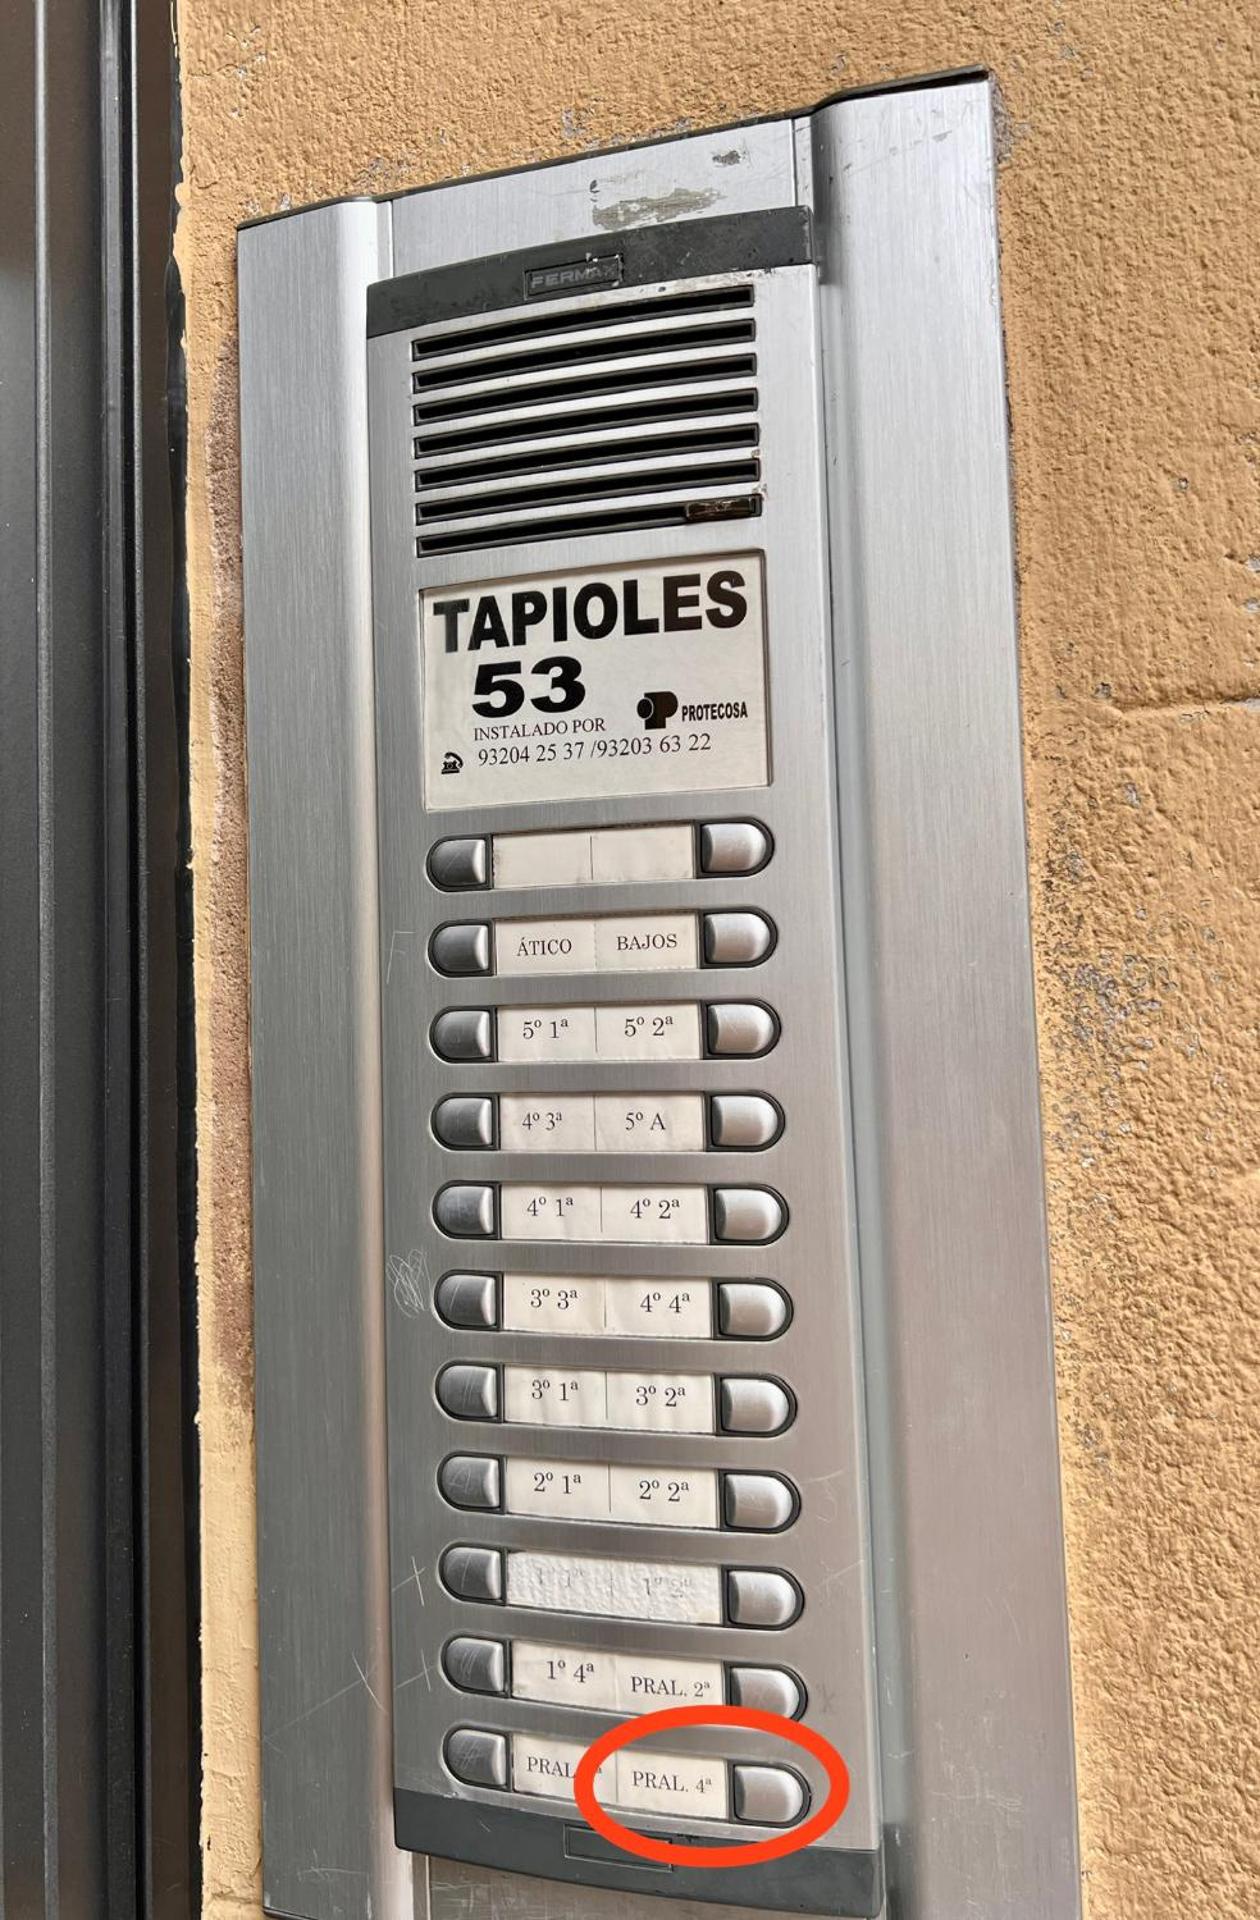 FERMAX
TAPIOLES
53
INSTALADO POR
PROTECOSA
93204 25 37 /93203 63 22
ÁTICO BAJOS
5º 1ª 5º 2ª
4º 3ª 5º A
4º 1ª 4º 2ª
3º 3ª 4º 4ª
3º 1ª 3º 2ª
2º 1ª 2º 2ª
1º 4ª PRAL. 2ª
PRAL. PRAL. 4ª